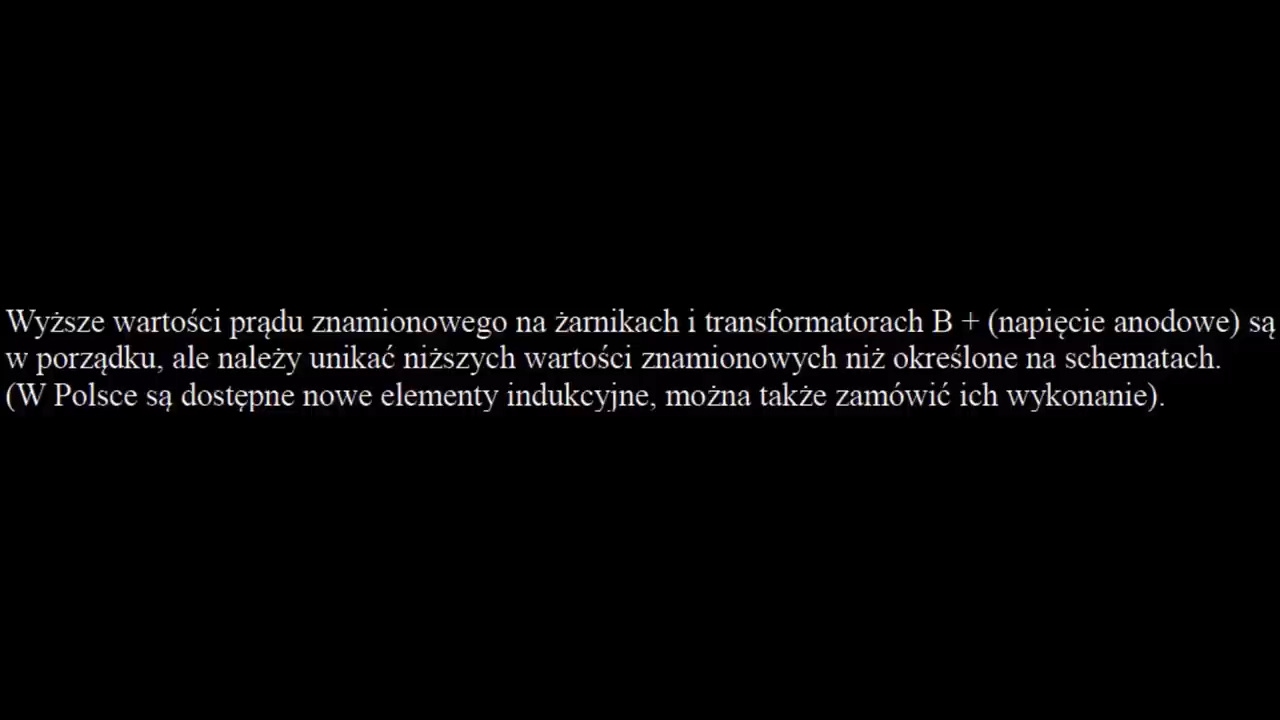 Wyższe wartości prądu znamionowego na żarnikach i transformatorach B + (napięcie anodowe) są
w porządku, ale należy unikać niższych wartości znamionowych niż określone na schematach.
(W Polsce są dostępne nowe elementy indukcyjne, można także zamówić ich wykonanie).